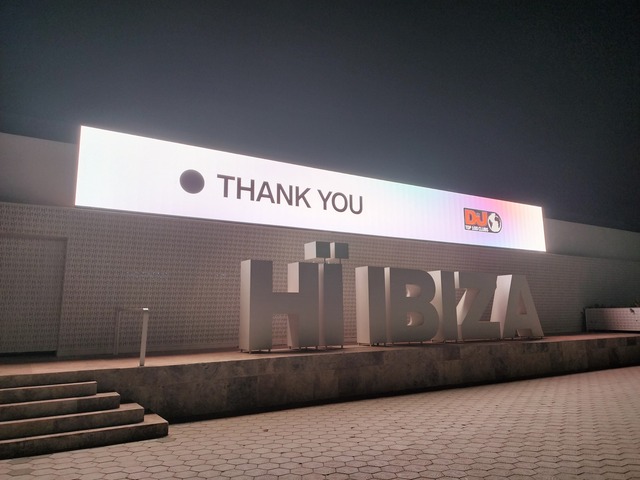 THANK YOU
DJ
TOP 100 CLUBS
HÏ IBIZA